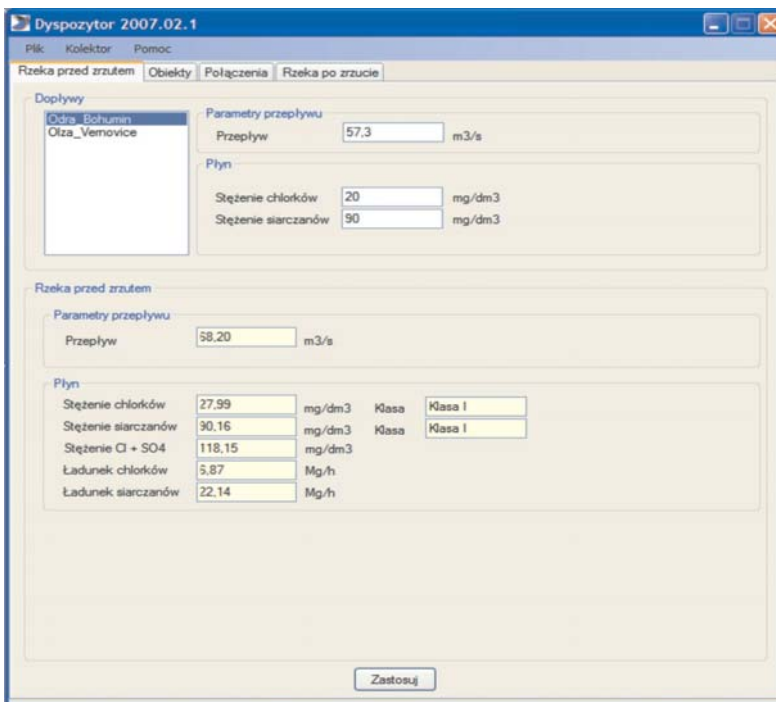 Dyspozytor 2007.02.1
Plik Kolektor Pomoc
Rzeka przed zrzutem Obiekty Połączenia Rzeka po zrzucie
Dopływy
Odra_Bohumin
Olza_Vernovice
Parametry przepływu
Przepływ 57,3 m3/s
Płyn
Stężenie chlorków 20 mg/dm3
Stężenie siarczanów 90 mg/dm3
Rzeka przed zrzutem
Parametry przepływu
Przepływ 68,20 m3/s
Płyn
Stężenie chlorków 27,99 mg/dm3 Klasa Klasa I
Stężenie siarczanów 90,16 mg/dm3 Klasa Klasa I
Stężenie Cl + SO4 118,15 mg/dm3
Ładunek chlorków 6,87 Mg/h
Ładunek siarczanów 22,14 Mg/h
Zastosuj